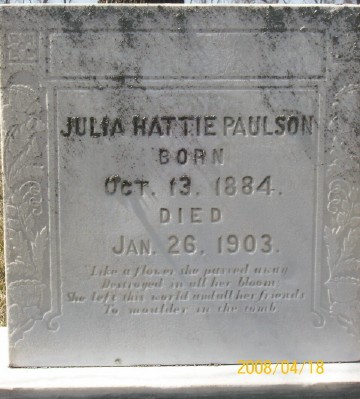 JULIA HATTIE PAULSON
BORN
OCT. 13. 1884.
DIED
JAN. 26, 1903.
"Like a flower she passed away
Destroyed in all her bloom;
She left this world and all her friends
To moulder in the tomb
2008/04/18